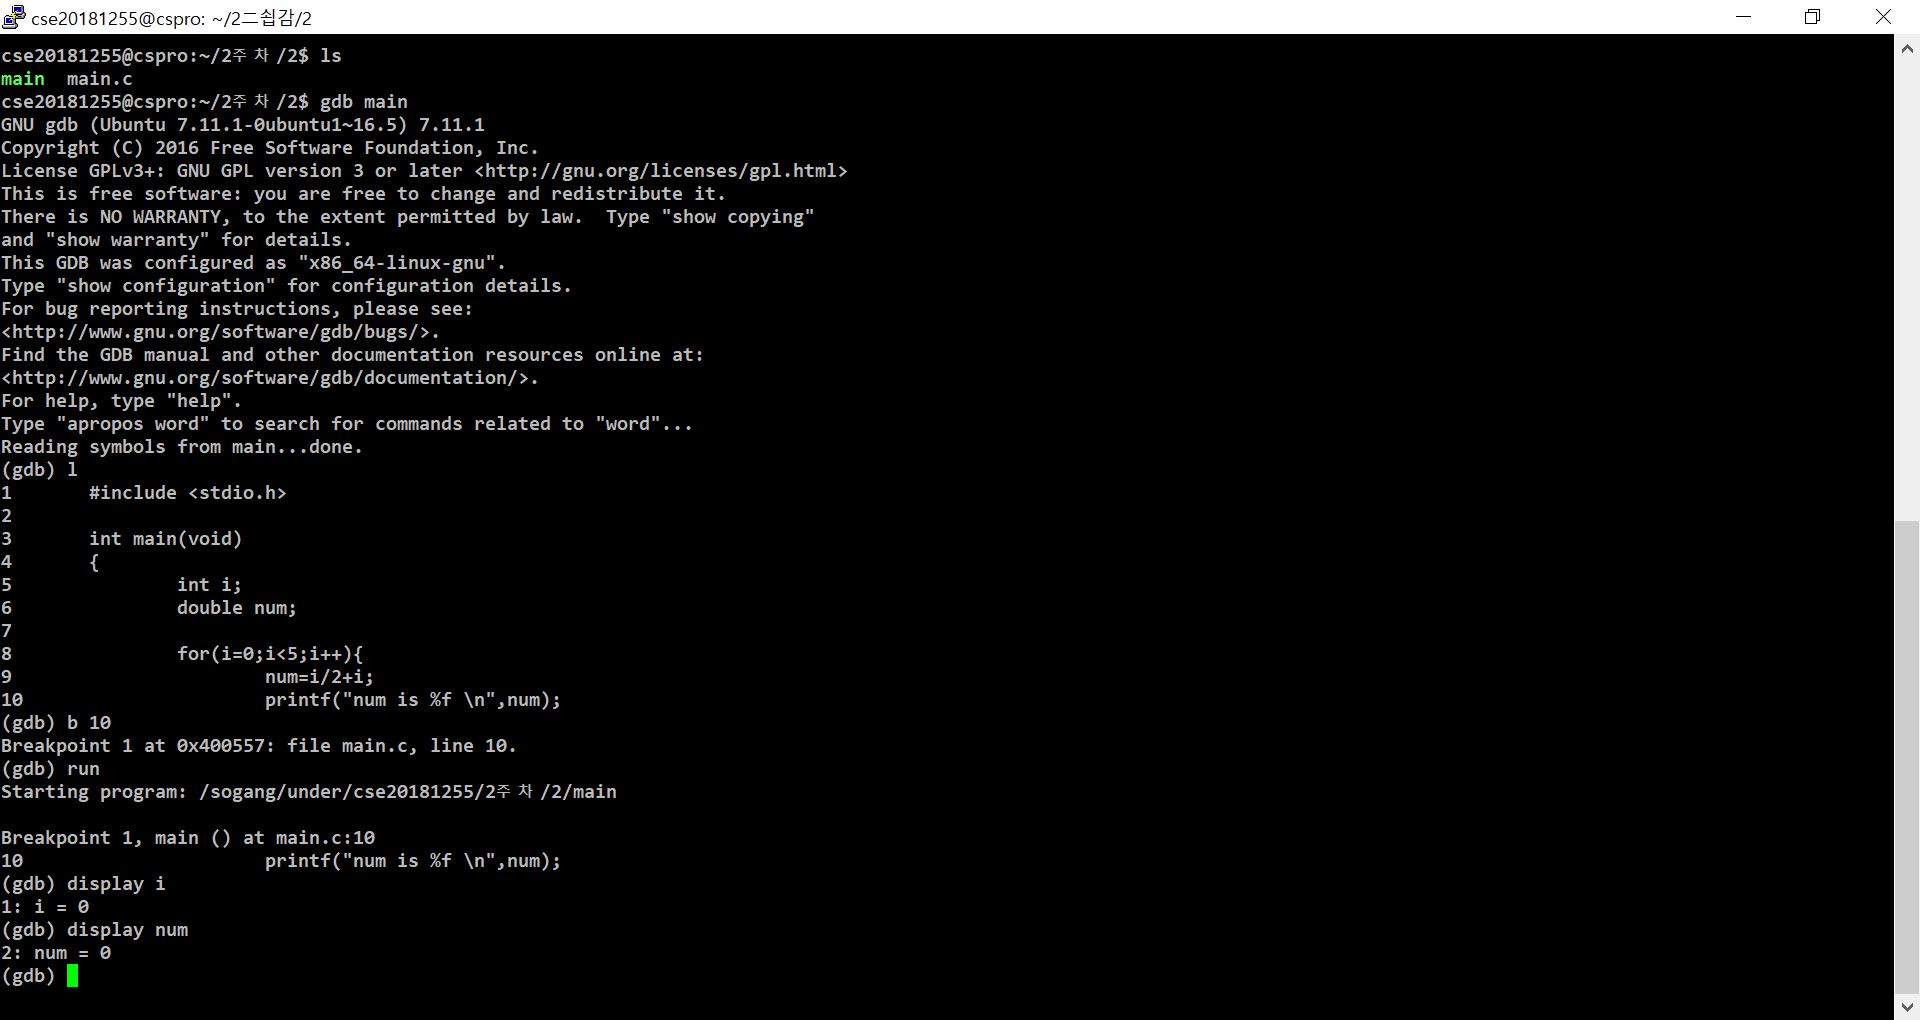 cse20181255@cspro: ~/2二쇱감/2
cse20181255@cspro:~/2주차/2$ ls
main  main.c
cse20181255@cspro:~/2주차/2$ gdb main
GNU gdb (Ubuntu 7.11.1-0ubuntu1~16.5) 7.11.1
Copyright (C) 2016 Free Software Foundation, Inc.
License GPLv3+: GNU GPL version 3 or later <http://gnu.org/licenses/gpl.html>
This is free software: you are free to change and redistribute it.
There is NO WARRANTY, to the extent permitted by law.  Type "show copying"
and "show warranty" for details.
This GDB was configured as "x86_64-linux-gnu".
Type "show configuration" for configuration details.
For bug reporting instructions, please see:
<http://www.gnu.org/software/gdb/bugs/>.
Find the GDB manual and other documentation resources online at:
<http://www.gnu.org/software/gdb/documentation/>.
For help, type "help".
Type "apropos word" to search for commands related to "word"...
Reading symbols from main...done.
(gdb) l
1       #include <stdio.h>
2
3       int main(void)
4       {
5               int i;
6               double num;
7
8               for(i=0;i<5;i++){
9                       num=i/2+i;
10                      printf("num is %f \n",num);
(gdb) b 10
Breakpoint 1 at 0x400557: file main.c, line 10.
(gdb) run
Starting program: /sogang/under/cse20181255/2주차/2/main
Breakpoint 1, main () at main.c:10
10                      printf("num is %f \n",num);
(gdb) display i
1: i = 0
(gdb) display num
2: num = 0
(gdb)